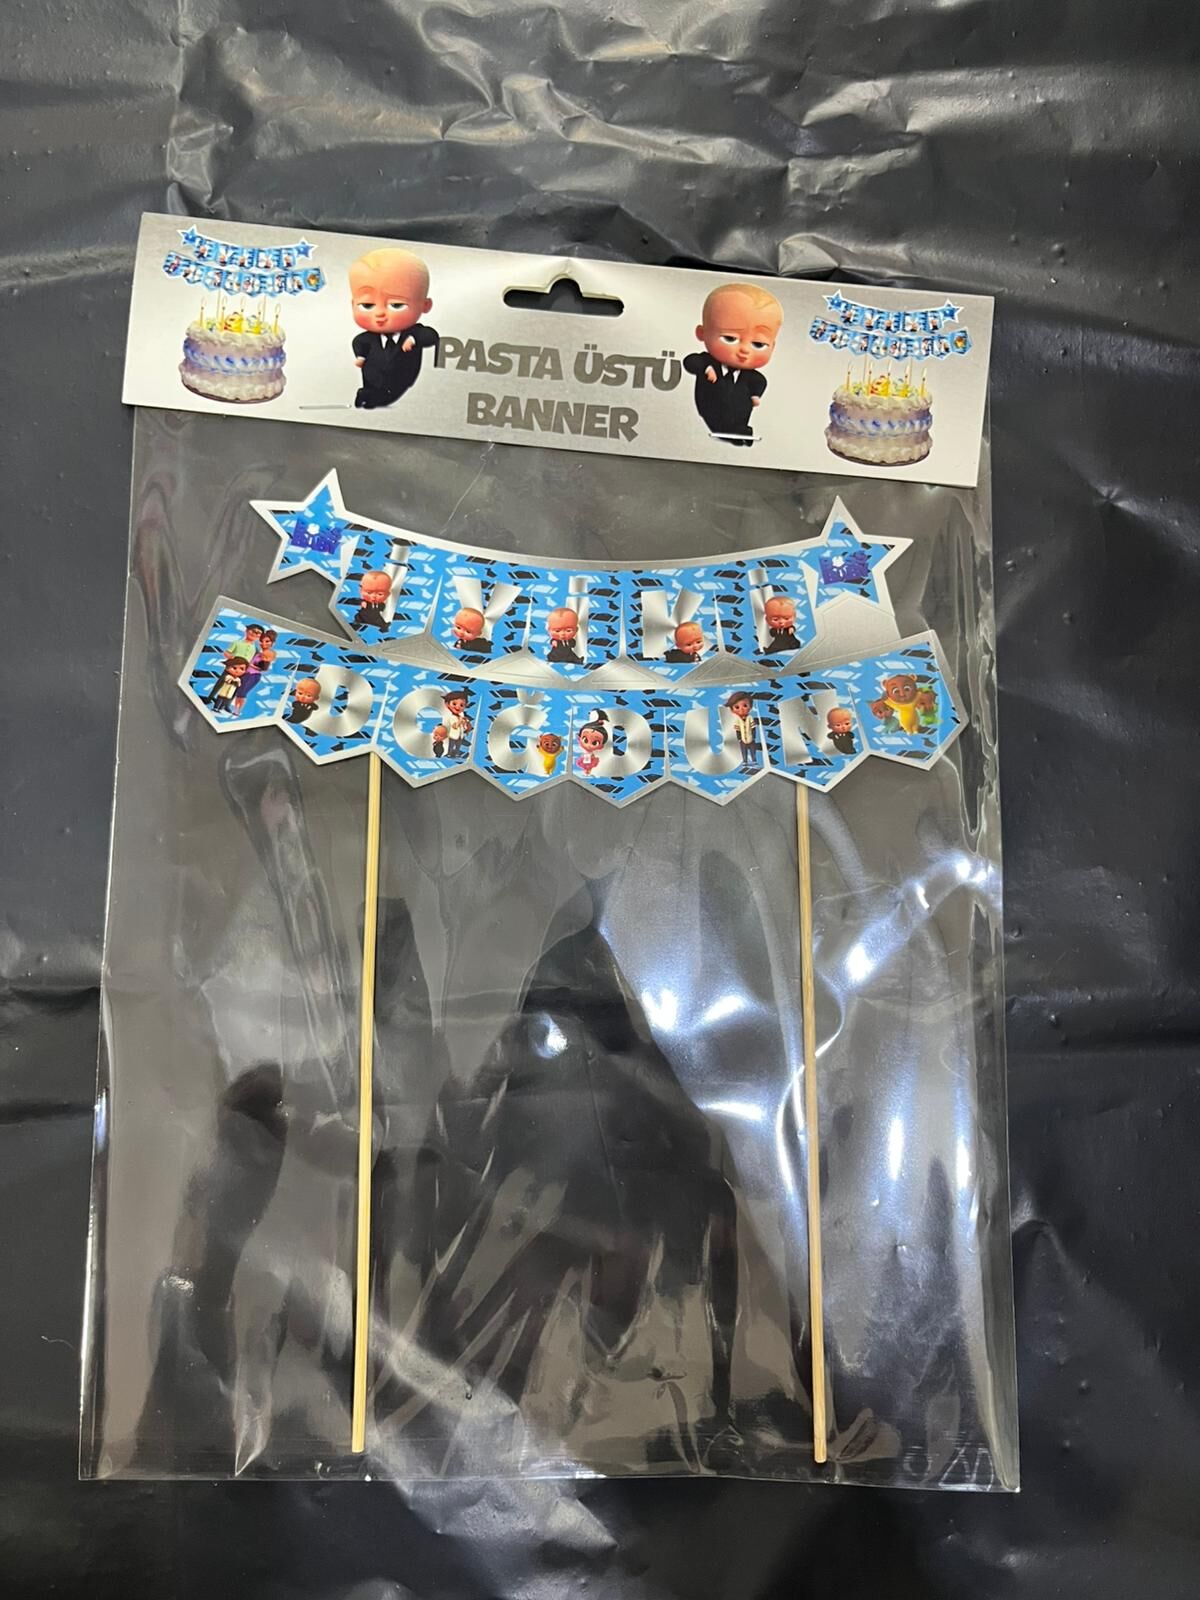 PASTA ÜSTÜ
BANNER
İYİKİ
DOĞDUN